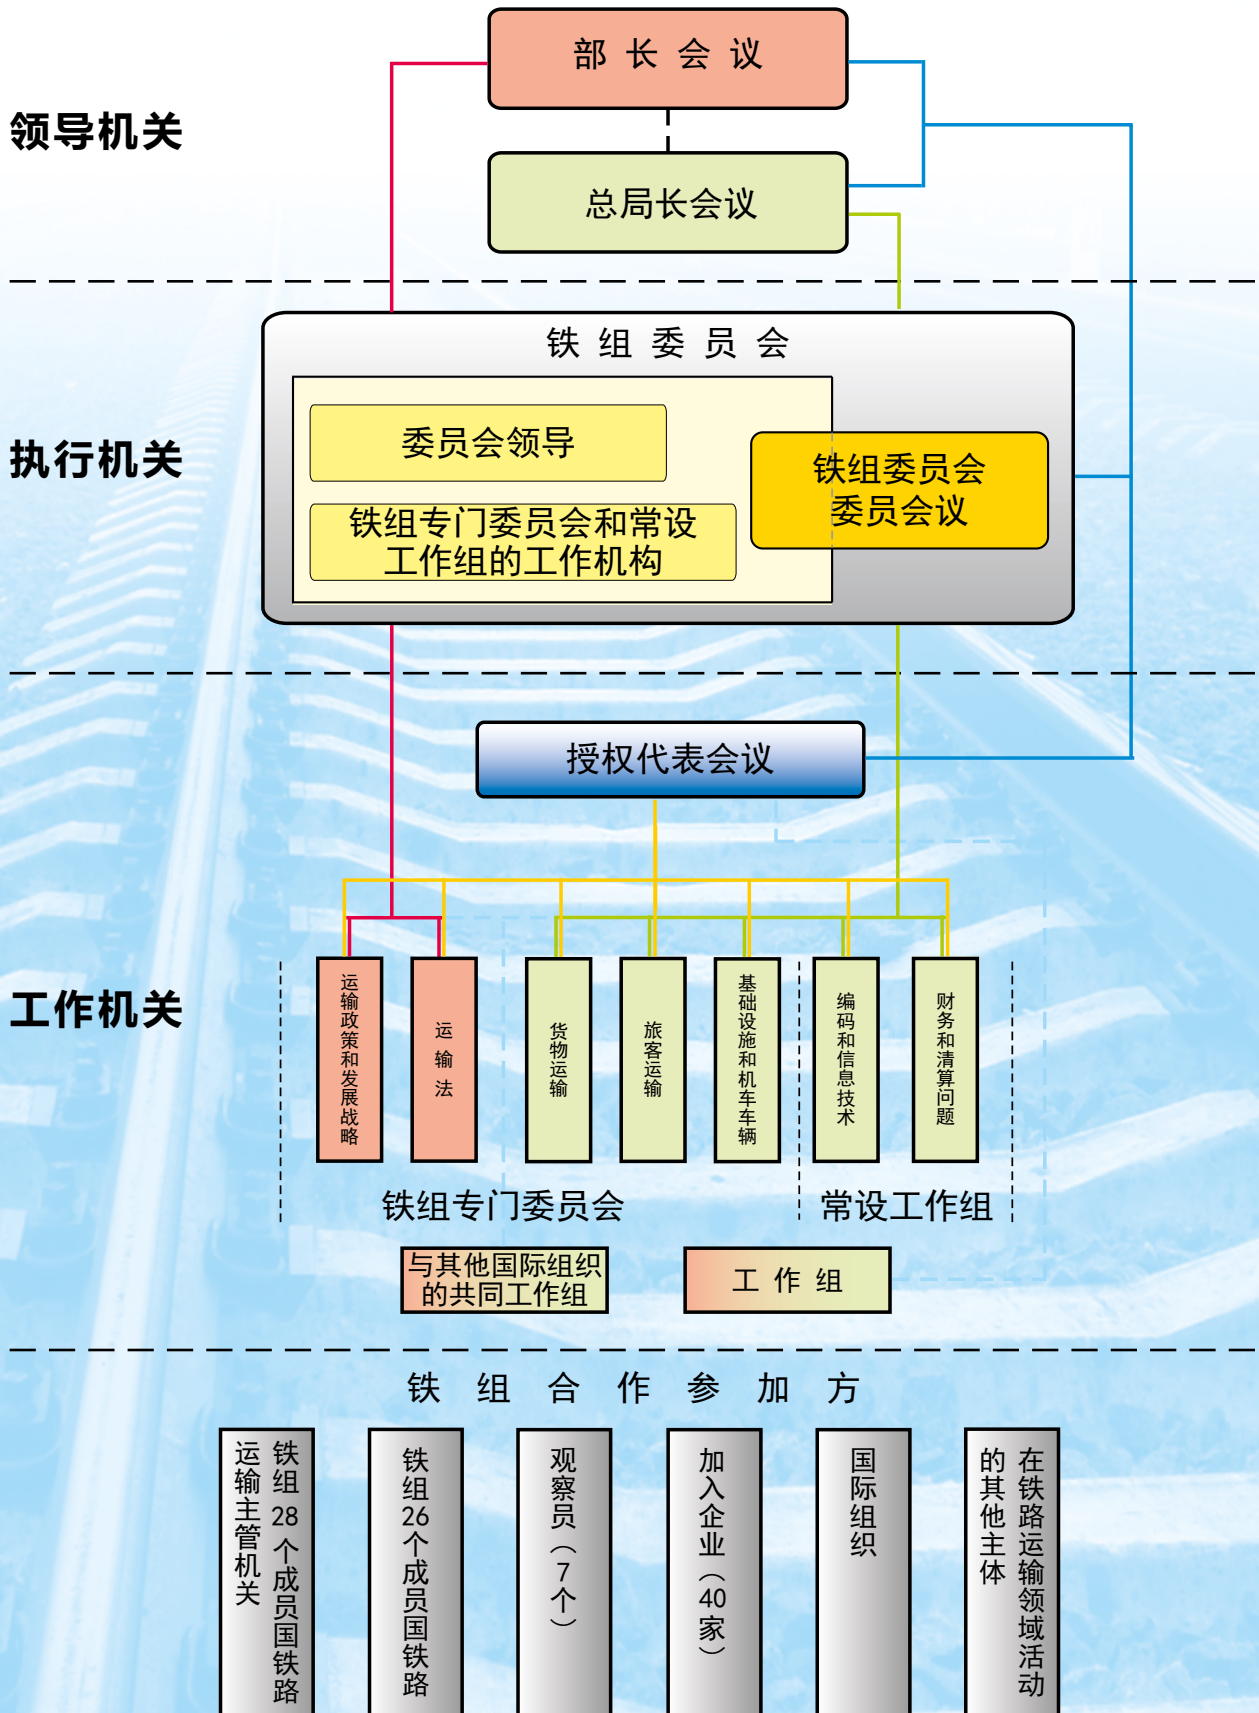 部长会议
领导机关
总局长会议
铁组委员会
委员会领导
执行机关
铁组委员会
委员会议
铁组专门委员会和常设
工作组的工作机构
授权代表会议
工作机关
运输政策和发展战略
运输法
货物运输
旅客运输
基础设施和机车车辆
编码和信息技术
财务和清算问题
铁组专门委员会
常设工作组
与其他国际组织
的共同工作组
工作组
铁组合作参加方
铁组28个成员国铁路
运输主管机关
铁组26个成员国铁路
观察员（7个）
加入企业（40家）
国际组织
在铁路运输领域活动
的其他主体